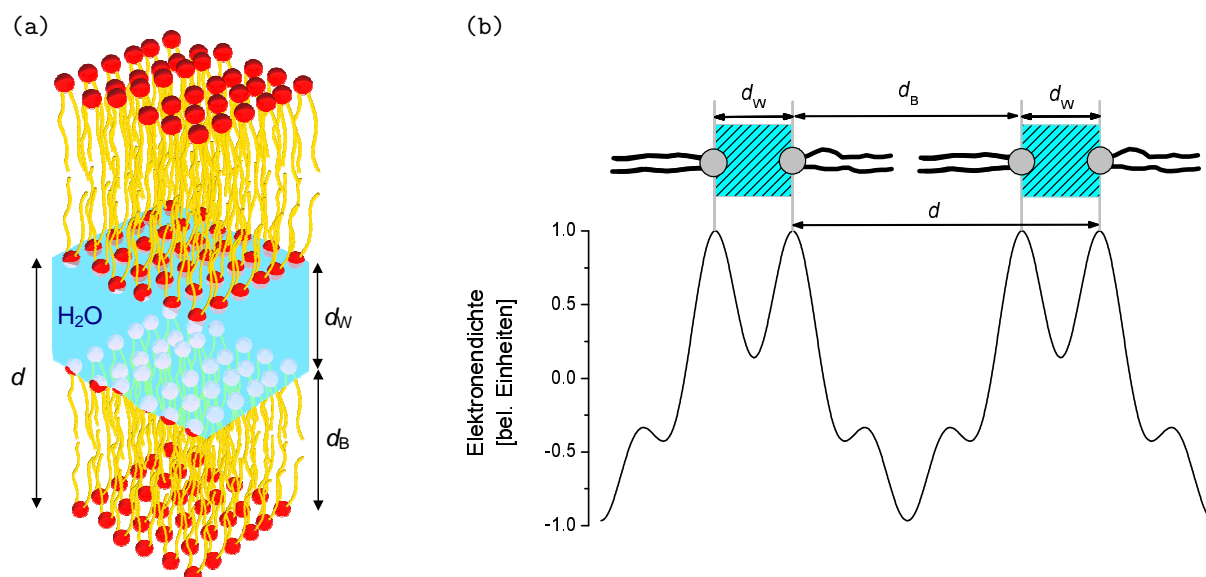 (a)
H₂O
d
dW
dB
(b)
dW dB dW
d
Elektronendichte
[bel. Einheiten]
1.0
0.5
0.0
-0.5
-1.0